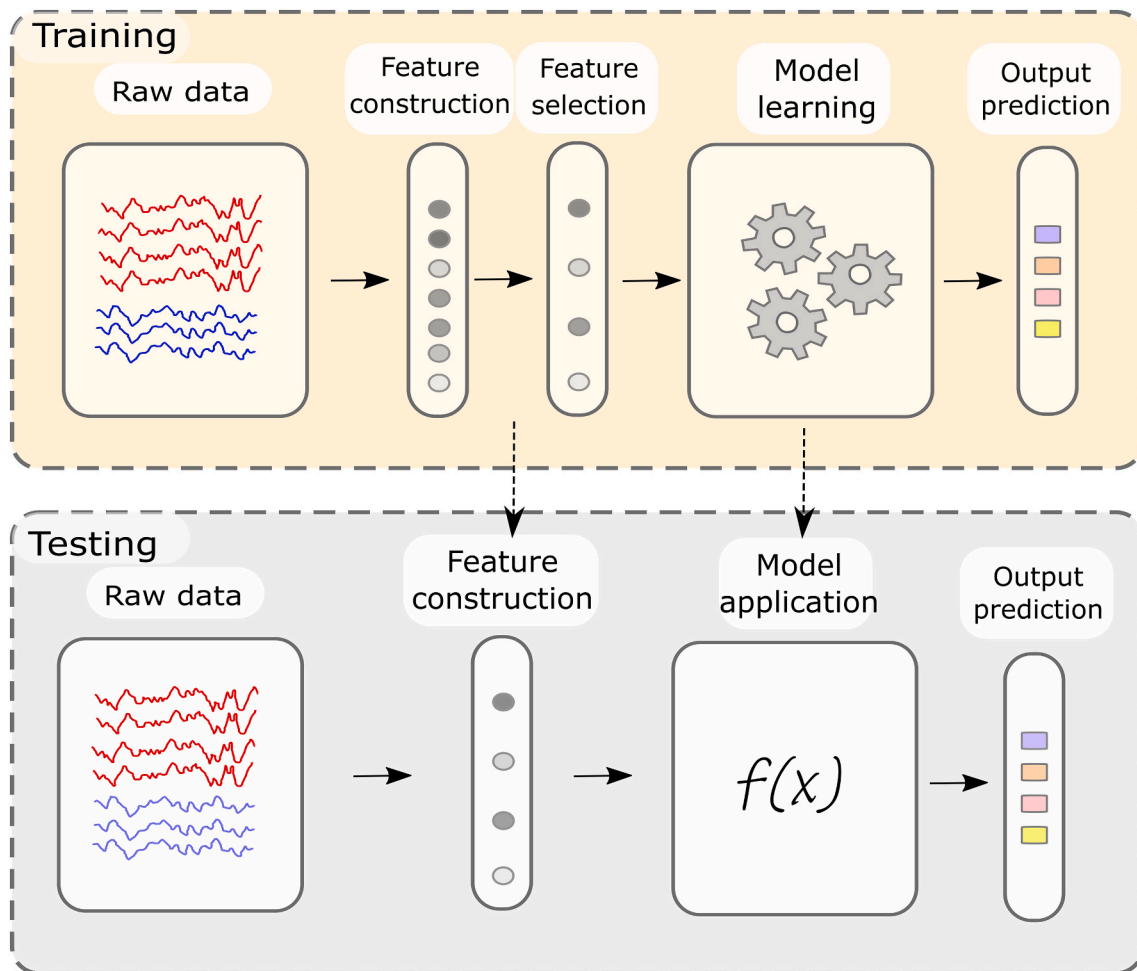 Training
Raw data
Feature
construction
Feature
selection
Model
learning
Output
prediction
Testing
Raw data
Feature
construction
Model
application
Output
prediction
f(x)